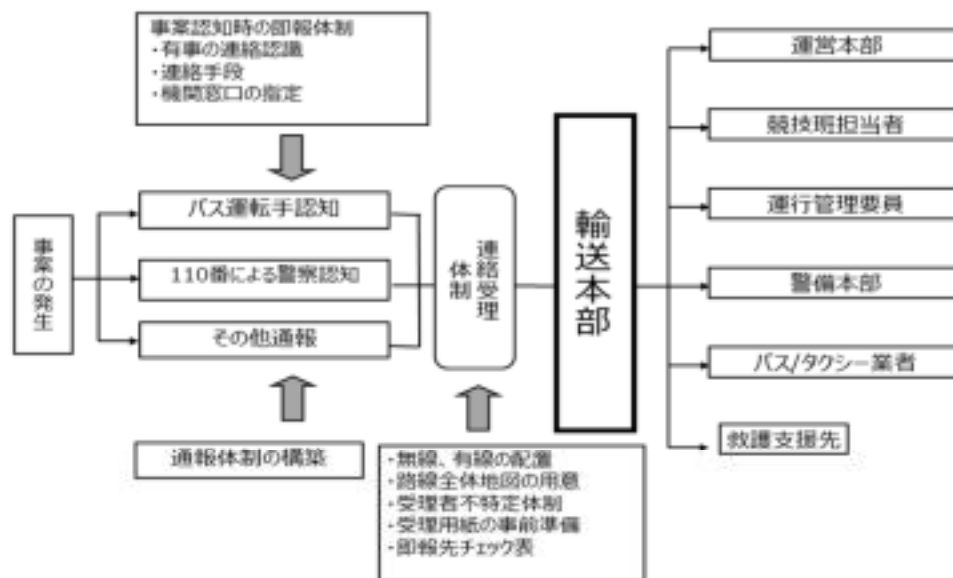 事案認知時の即報体制
・有事の連絡認識
・連絡手段
・機関窓口の指定
事案の発生
バス運転手認知
110番による警察認知
その他通報
通報体制の構築
連絡受理
体制
・無線、有線の配置
・路線全体地図の用意
・受理者不特定体制
・受理用紙の事前準備
・即報先チェック表
輸送本部
運営本部
競技班担当者
運行管理要員
警備本部
バス/タクシー業者
救護支援先